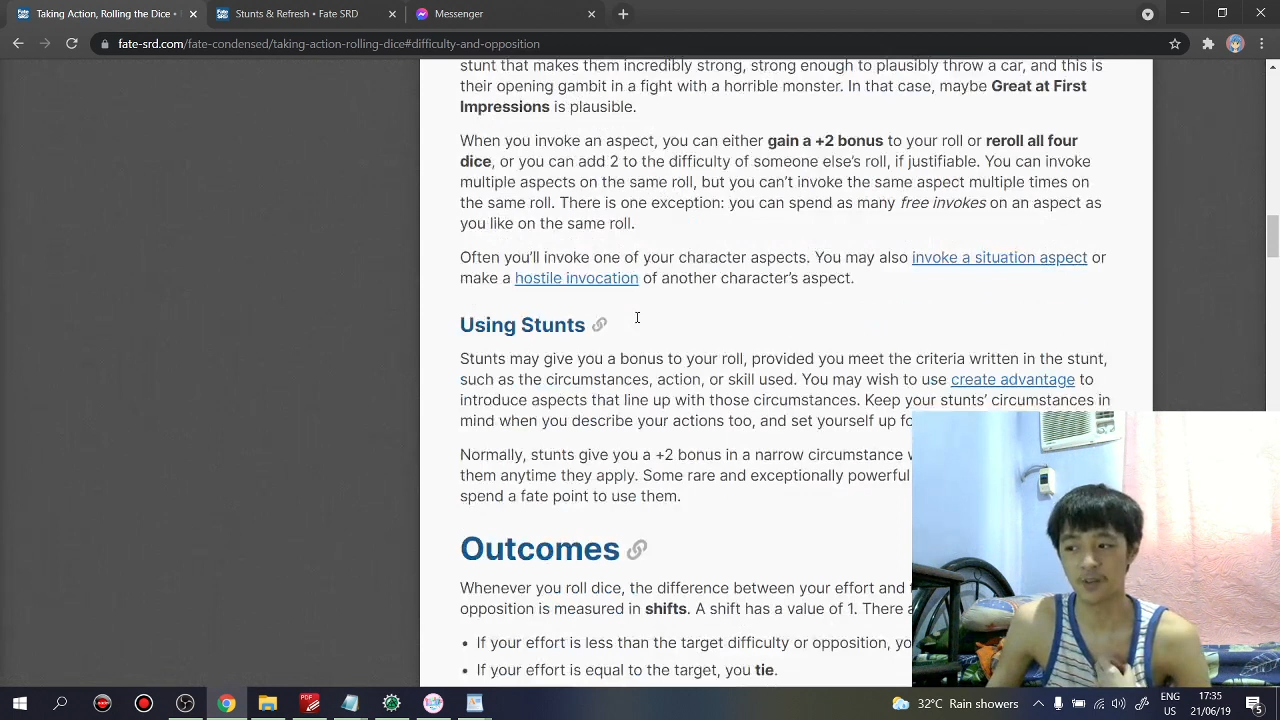 Taking Action, Rolling the Dice •
Stunts & Refresh • Fate SRD
Messenger
fate-srd.com/fate-condensed/taking-action-rolling-dice#difficulty-and-opposition
stunt that makes them incredibly strong, strong enough to plausibly throw a car, and this is
their opening gambit in a fight with a horrible monster. In that case, maybe Great at First
Impressions is plausible.
When you invoke an aspect, you can either gain a +2 bonus to your roll or reroll all four
dice, or you can add 2 to the difficulty of someone else’s roll, if justifiable. You can invoke
multiple aspects on the same roll, but you can’t invoke the same aspect multiple times on
the same roll. There is one exception: you can spend as many free invokes on an aspect as
you like on the same roll.
Often you’ll invoke one of your character aspects. You may also invoke a situation aspect or
make a hostile invocation of another character’s aspect.
Using Stunts
Stunts may give you a bonus to your roll, provided you meet the criteria written in the stunt,
such as the circumstances, action, or skill used. You may wish to use create advantage to
introduce aspects that line up with those circumstances. Keep your stunts’ circumstances in
mind when you describe your actions too, and set yourself up fo
Normally, stunts give you a +2 bonus in a narrow circumstance
them anytime they apply. Some rare and exceptionally powerful
spend a fate point to use them.
Outcomes
Whenever you roll dice, the difference between your effort and
opposition is measured in shifts. A shift has a value of 1. There
If your effort is less than the target difficulty or opposition, yo
If your effort is equal to the target, you tie.
PDF
32°C Rain showers
ENG
US
17:35
21/06/19
5